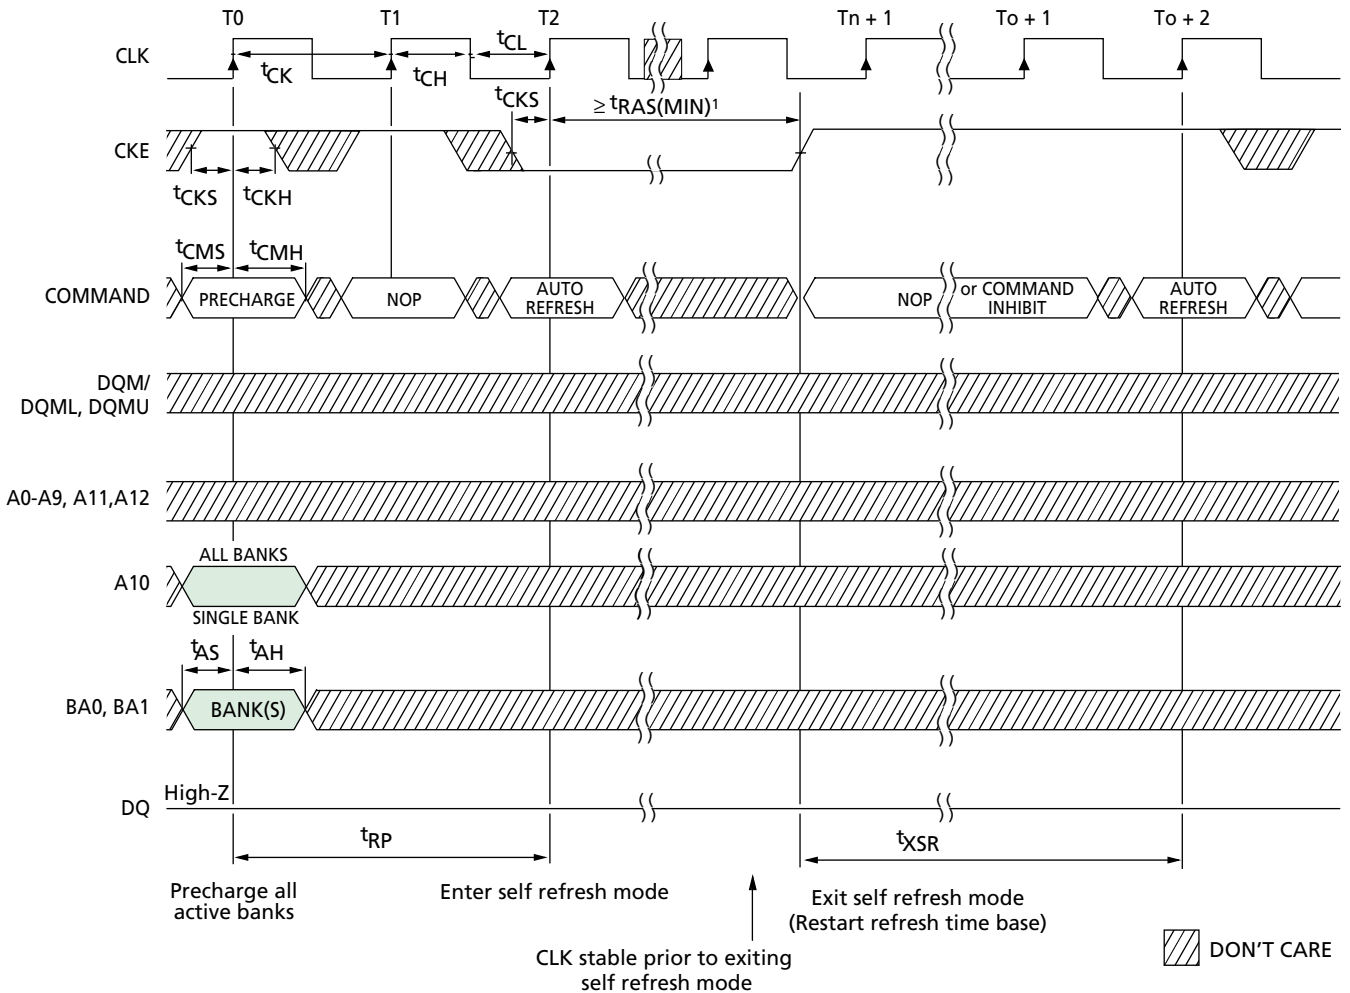 T0 T1 T2 Tn + 1 To + 1 To + 2
CLK
tCK tCH tCL
tCKS ≥ tRAS(MIN)1
CKE
tCKS tCKH
tCMS tCMH
COMMAND PRECHARGE NOP AUTO REFRESH NOP or COMMAND INHIBIT AUTO REFRESH
DQM/
DQML, DQMU
A0-A9, A11,A12
ALL BANKS
A10
SINGLE BANK
tAS tAH
BA0, BA1 BANK(S)
High-Z
DQ
tRP tXSR
Precharge all
active banks
Enter self refresh mode
Exit self refresh mode
(Restart refresh time base)
CLK stable prior to exiting
self refresh mode
DON'T CARE